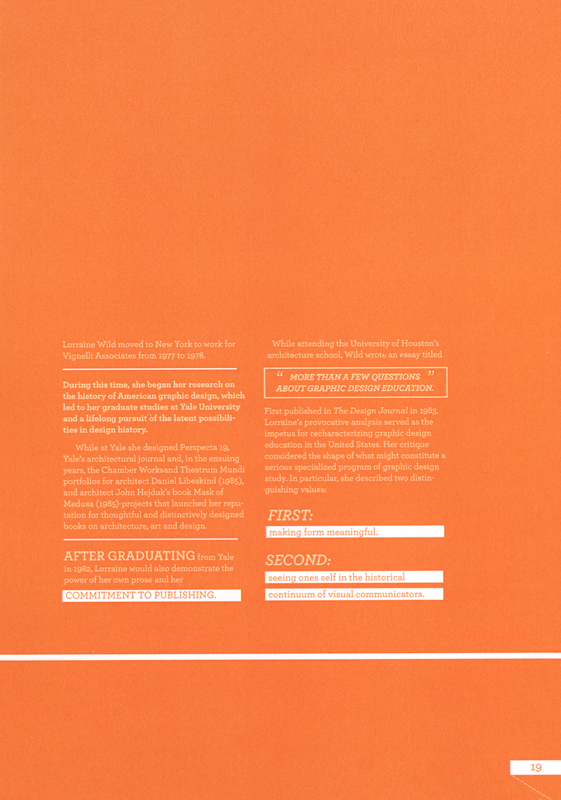 Lorraine Wild moved to New York to work for
Vignelli Associates from 1977 to 1978.
During this time, she began her research on
the history of American graphic design, which
led to her graduate studies at Yale University
and a lifelong pursuit of the latent possibili-
ties in design history.
While at Yale she designed Perspecta 19,
Yale's architectural journal and, in the ensuing
years, the Chamber Worksand Thestrum Mundi
portfolios for architect Daniel Libeskind (1985),
and architect John Hejduk's book Mask of
Medusa (1985)-projects that launched her repu-
tation for thoughtful and distinctively designed
books on architecture, art and design.
AFTER GRADUATING from Yale
in 1982, Lorraine would also demonstrate the
power of her own prose and her
COMMITMENT TO PUBLISHING.
While attending the University of Houston's
architecture school, Wild wrote an essay titled
“ MORE THAN A FEW QUESTIONS ”
ABOUT GRAPHIC DESIGN EDUCATION.
First published in The Design Journal in 1983,
Lorraine's provocative analysis served as the
impetus for recharacterizing graphic design
education in the United States. Her critique
considered the shape of what might constitute a
serious specialized program of graphic design
study. In particular, she described two distin-
guishing values:
FIRST:
making form meaningful.
SECOND:
seeing ones self in the historical
continuum of visual communicators.
19